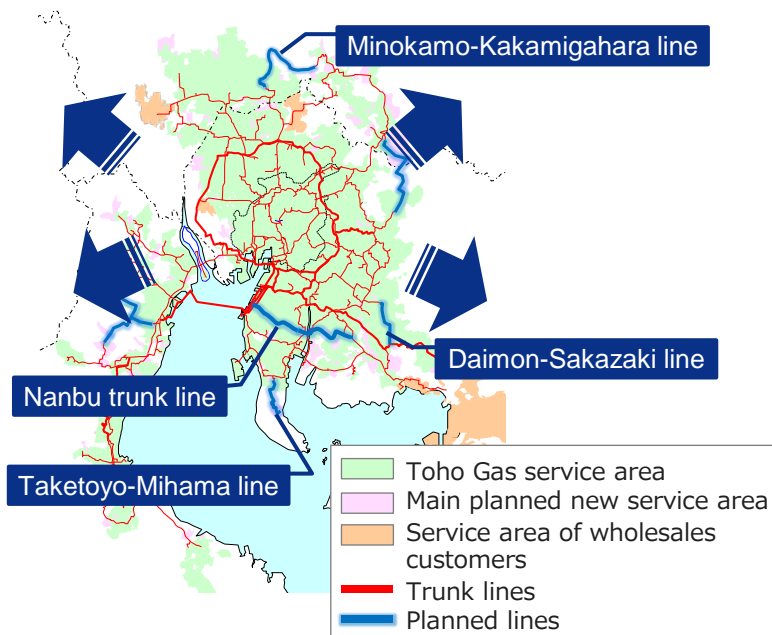 Minokamo-Kakamigahara line
Daimon-Sakazaki line
Nanbu trunk line
Taketoyo-Mihama line
Toho Gas service area
Main planned new service area
Service area of wholesales
customers
Trunk lines
Planned lines